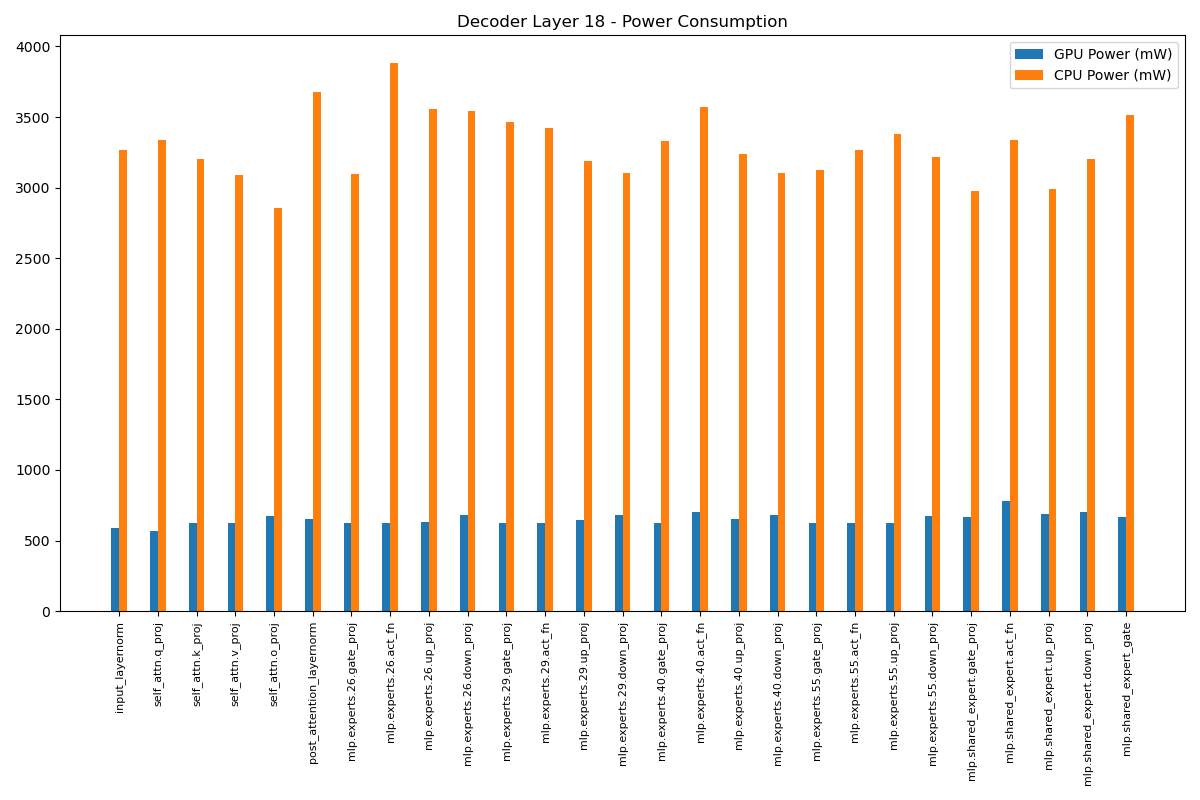 Decoder Layer 18 - Power Consumption
GPU Power (mW)
CPU Power (mW)
4000
3500
3000
2500
2000
1500
1000
500
0
input_layernorm
self_attn.q_proj
self_attn.k_proj
self_attn.v_proj
self_attn.o_proj
post_attention_layernorm
mlp.experts.26.gate_proj
mlp.experts.26.act_fn
mlp.experts.26.up_proj
mlp.experts.26.down_proj
mlp.experts.29.gate_proj
mlp.experts.29.act_fn
mlp.experts.29.up_proj
mlp.experts.29.down_proj
mlp.experts.40.gate_proj
mlp.experts.40.act_fn
mlp.experts.40.up_proj
mlp.experts.40.down_proj
mlp.experts.55.gate_proj
mlp.experts.55.act_fn
mlp.experts.55.up_proj
mlp.experts.55.down_proj
mlp.shared_expert.gate_proj
mlp.shared_expert.act_fn
mlp.shared_expert.up_proj
mlp.shared_expert.down_proj
mlp.shared_expert_gate